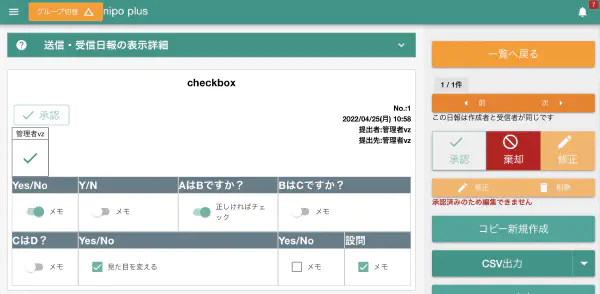 グループ切替
nipo plus
7
送信・受信日報の表示詳細
checkbox
承認
No.:1
2022/04/25(月) 10:58
提出者:管理者vz
提出先:管理者vz
管理者vz
Yes/No Y/N AはBですか？ BはCですか？
メモ メモ 正しければチェック メモ
CはD？ Yes/No Yes/No 設問
メモ 見た目を変える メモ メモ
一覧へ戻る
1 / 1件
前 次
この日報は作成者と受信者が同じです
承認 棄却 修正
修正 削除
承認済みのため編集できません
コピー新規作成
CSV出力